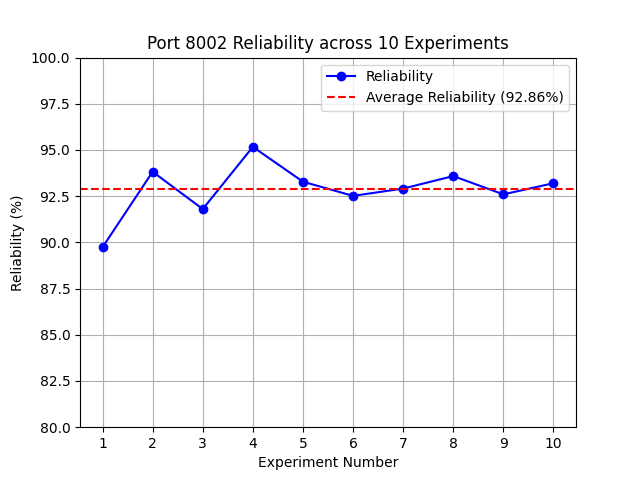 Port 8002 Reliability across 10 Experiments
Reliability
Average Reliability (92.86%)
Reliability (%)
100.0
97.5
95.0
92.5
90.0
87.5
85.0
82.5
80.0
1 2 3 4 5 6 7 8 9 10
Experiment Number